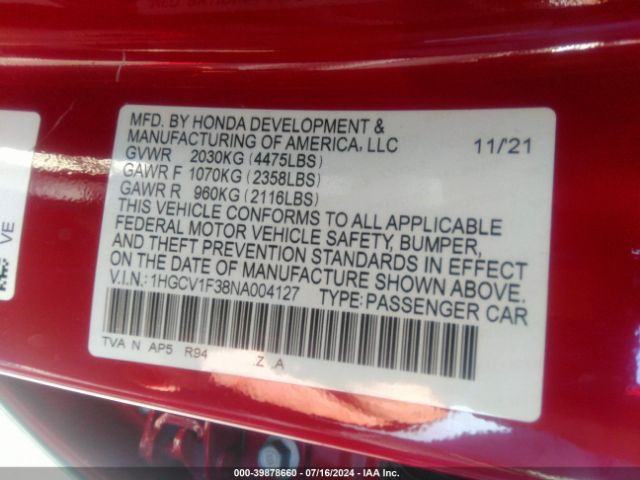 MFD. BY HONDA DEVELOPMENT &
MANUFACTURING OF AMERICA, LLC 11/21
GVWR 2030KG (4475LBS)
GAWR F 1070KG (2358LBS)
GAWR R 960KG (2116LBS)
THIS VEHICLE CONFORMS TO ALL APPLICABLE
FEDERAL MOTOR VEHICLE SAFETY, BUMPER,
AND THEFT PREVENTION STANDARDS IN EFFECT
ON THE DATE OF MANUFACTURE SHOWN ABOVE.
V.I.N.: 1HGCV1F38NA004127 TYPE: PASSENGER CAR
TVA N AP5 R94 .Z .A
VE
000-39878660 - 07/16/2024 - IAA Inc.